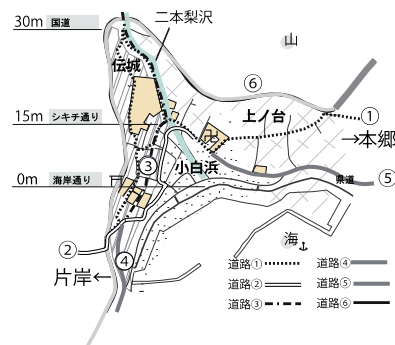 30m 国道
二本梨沢
山
伝城
⑥
上ノ台
①
→本郷
15m シキチ通り
③
小白浜
0m 海岸通り
県道
⑤
②
海
④
片岸←
道路① 道路④
道路② 道路⑤
道路③ 道路⑥